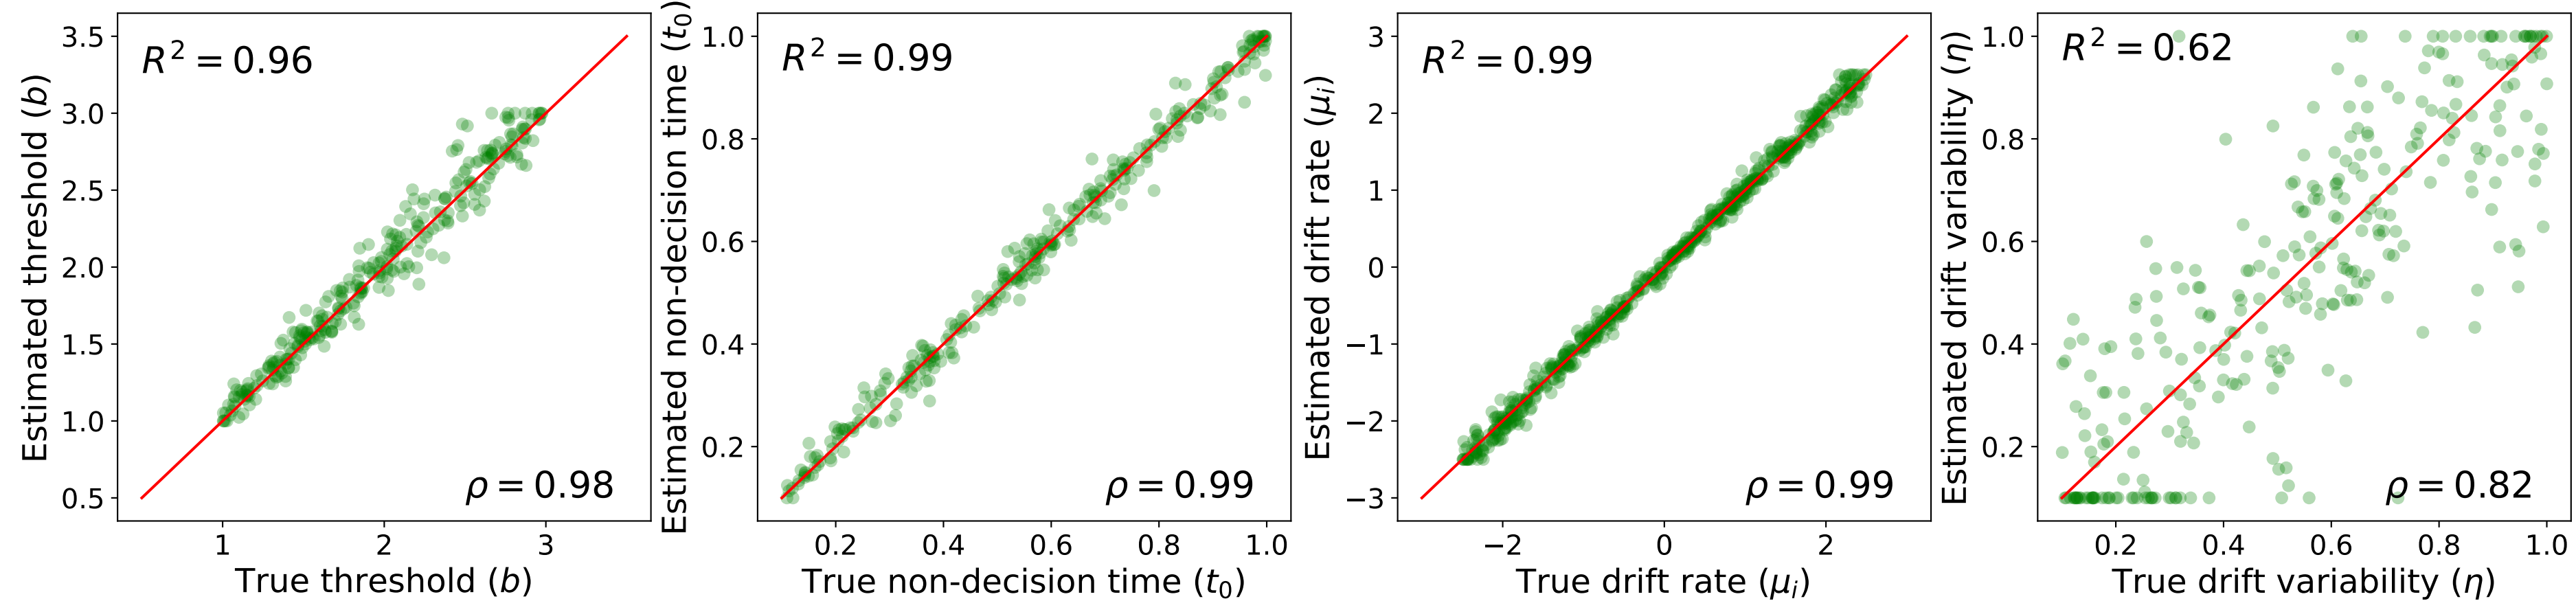 Estimated threshold (b)
3.5
3.0
2.5
2.0
1.5
1.0
0.5
R² = 0.96
ρ = 0.98
1 2 3
True threshold (b)
Estimated non-decision time (t₀)
1.0
0.8
0.6
0.4
0.2
R² = 0.99
ρ = 0.99
0.2 0.4 0.6 0.8 1.0
True non-decision time (t₀)
Estimated drift rate (μᵢ)
3
2
1
0
−1
−2
−3
R² = 0.99
ρ = 0.99
−2 0 2
True drift rate (μᵢ)
Estimated drift variability (η)
1.0
0.8
0.6
0.4
0.2
R² = 0.62
ρ = 0.82
0.2 0.4 0.6 0.8 1.0
True drift variability (η)